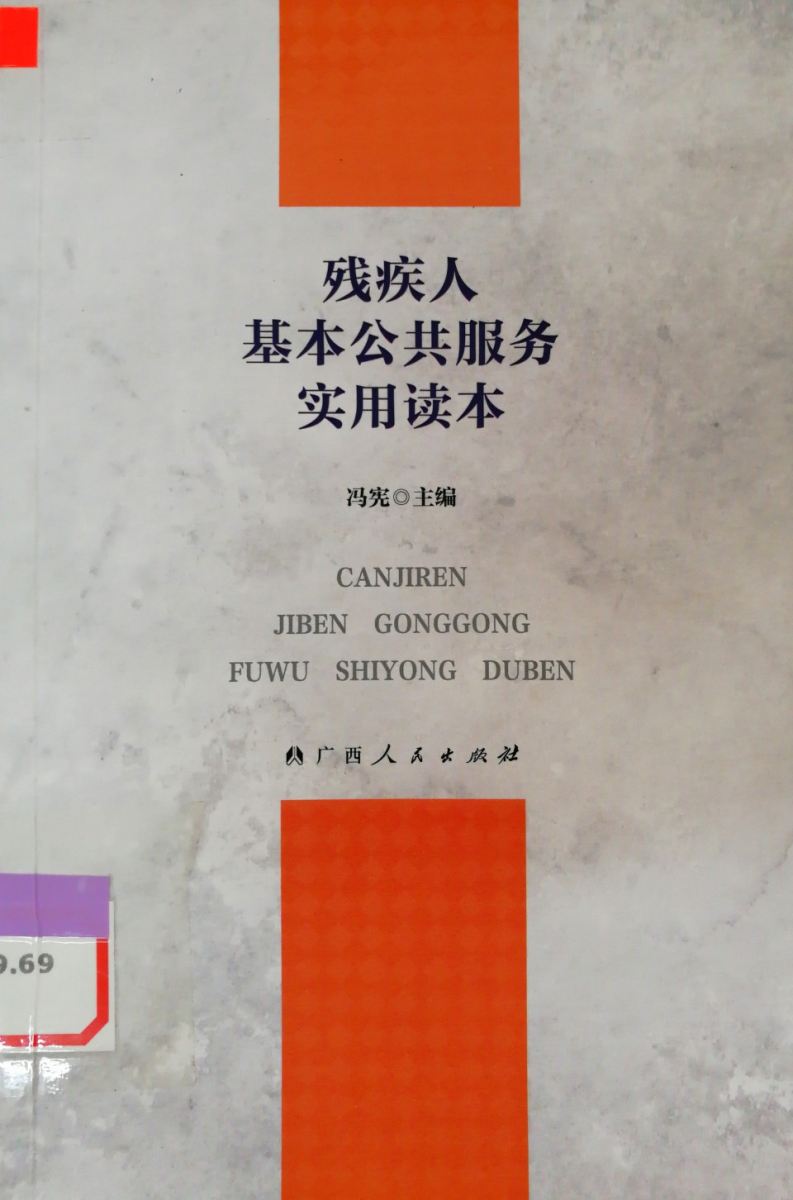 残疾人
基本公共服务
实用读本
冯宪◎主编
CANJIREN
JIBEN GONGGONG
FUWU SHIYONG DUBEN
广西人民出版社
9.69